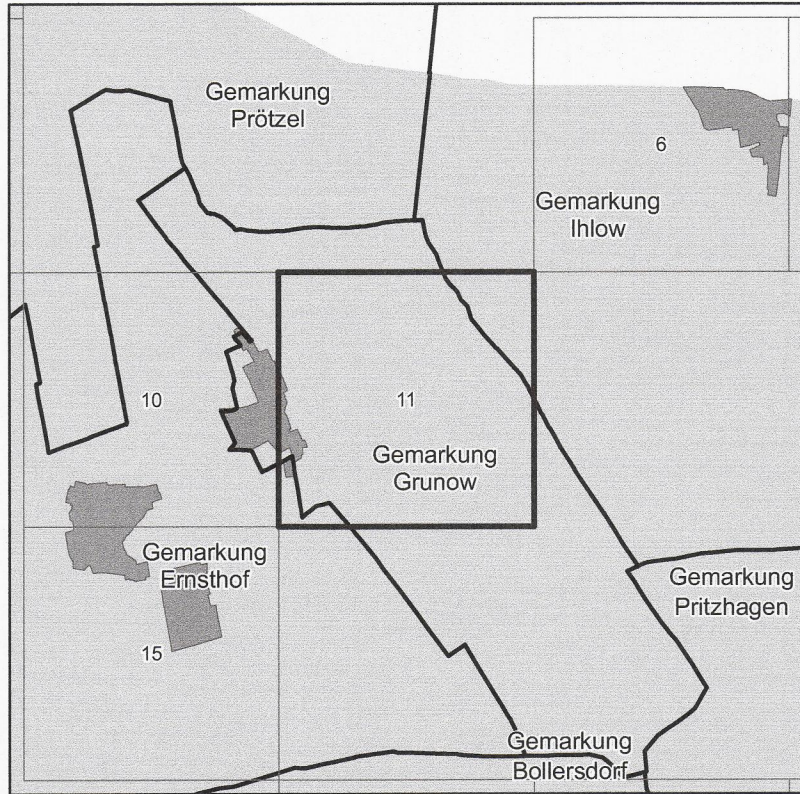 Gemarkung
Prötzel
6
Gemarkung
Ihlow
10
11
Gemarkung
Grunow
Gemarkung
Ernsthof
Gemarkung
Pritzhagen
15
Gemarkung
Bollersdorf